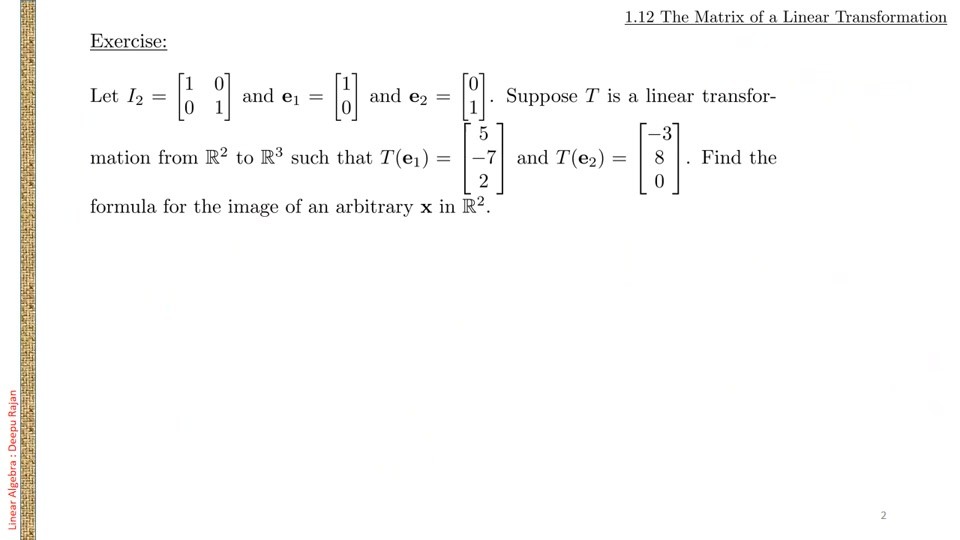 1.12 The Matrix of a Linear Transformation
Exercise:
Let I₂ = [1 0; 0 1] and e₁ = [1; 0] and e₂ = [0; 1]. Suppose T is a linear transfor-
mation from ℝ² to ℝ³ such that T(e₁) = [5; −7; 2] and T(e₂) = [−3; 8; 0]. Find the
formula for the image of an arbitrary x in ℝ².
Linear Algebra : Deepu Rajan
2